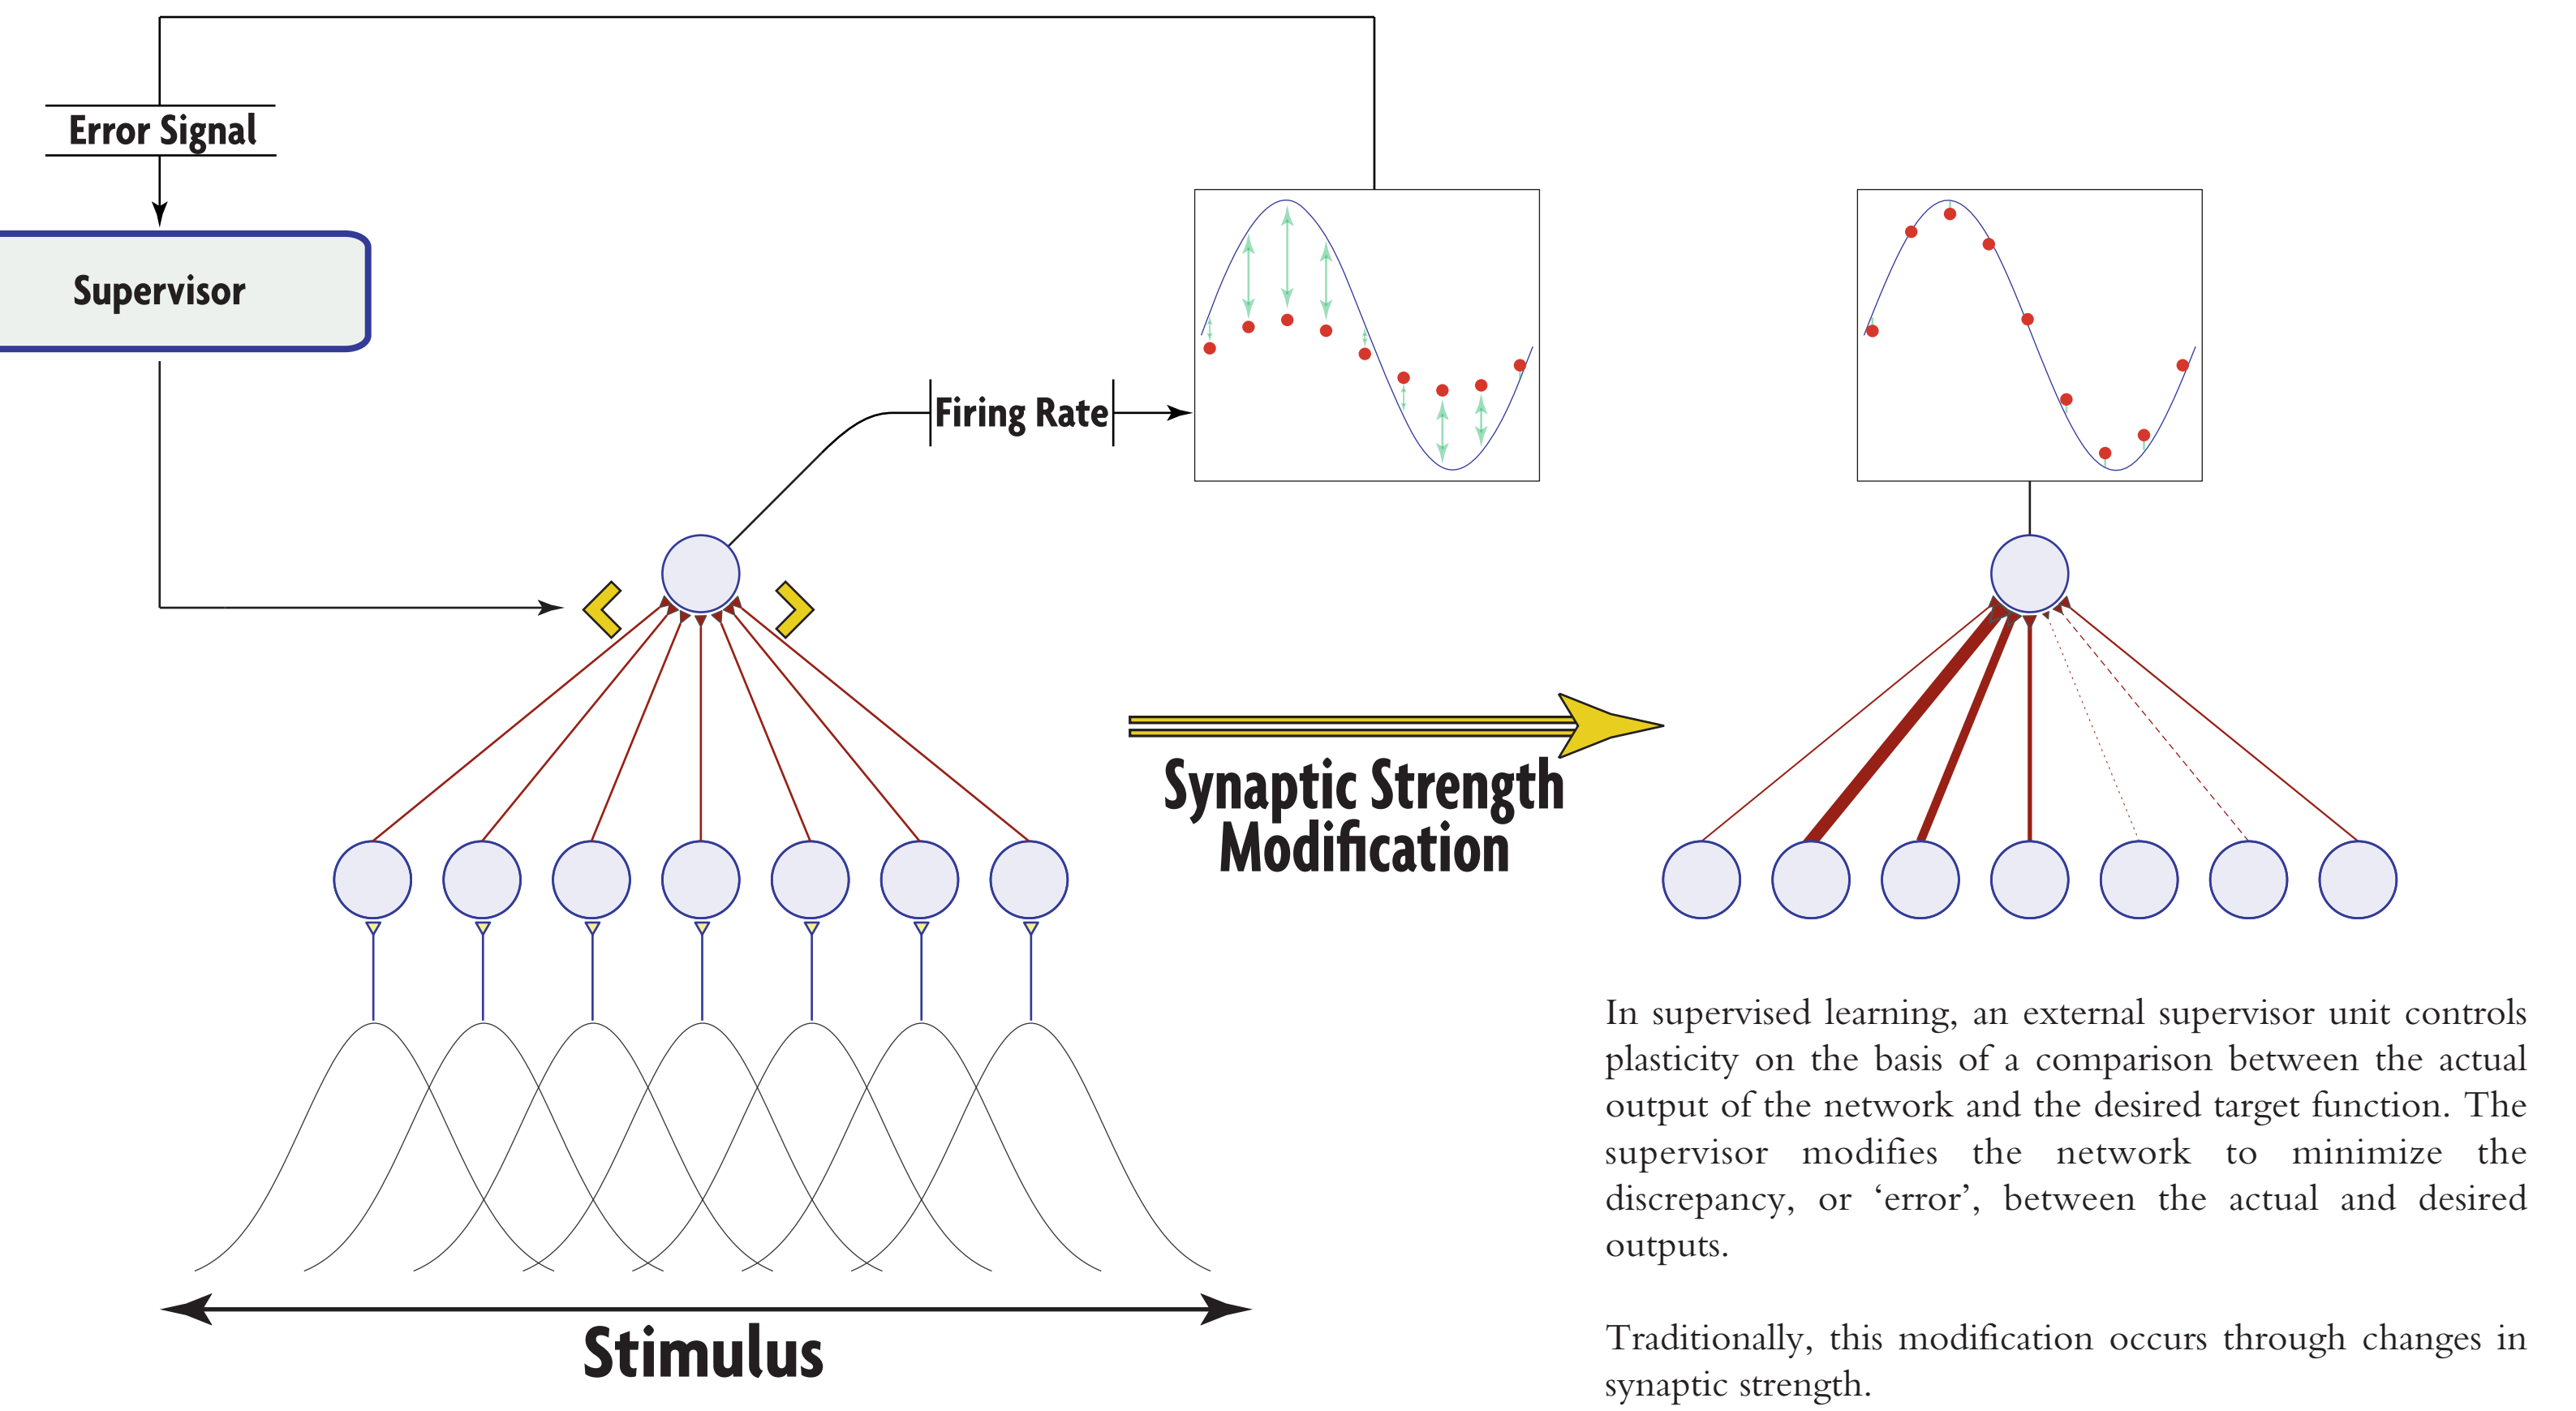 Error Signal
Supervisor
Firing Rate
Synaptic Strength
Modification
Stimulus
In supervised learning, an external supervisor unit controls
plasticity on the basis of a comparison between the actual
output of the network and the desired target function. The
supervisor modifies the network to minimize the
discrepancy, or ‘error’, between the actual and desired
outputs.
Traditionally, this modification occurs through changes in
synaptic strength.